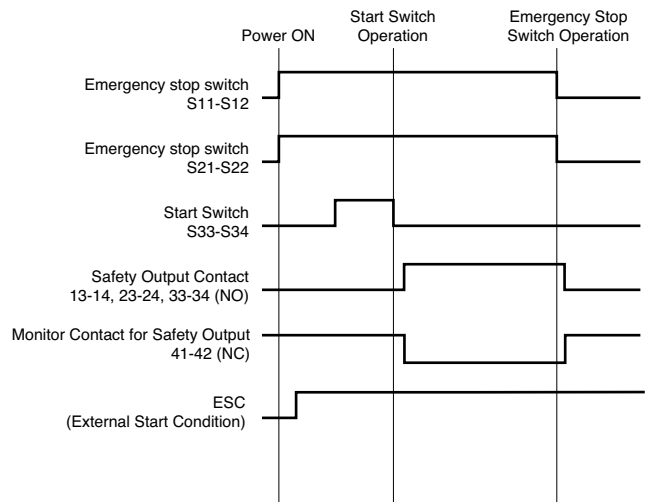 Power ON
Start Switch
Operation
Emergency Stop
Switch Operation
Emergency stop switch
S11-S12
Emergency stop switch
S21-S22
Start Switch
S33-S34
Safety Output Contact
13-14, 23-24, 33-34 (NO)
Monitor Contact for Safety Output
41-42 (NC)
ESC
(External Start Condition)